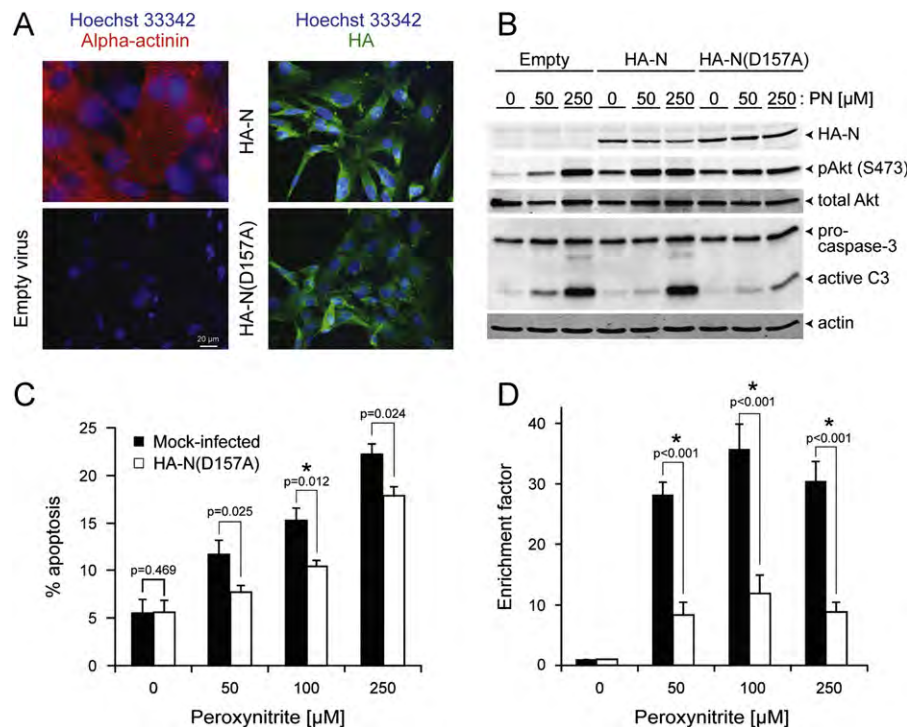 A
Hoechst 33342
Alpha-actinin
Hoechst 33342
HA
Empty virus
HA-N
HA-N(D157A)
20 µm
B
Empty HA-N HA-N(D157A)
0 50 250 0 50 250 0 50 250 : PN [µM]
HA-N
pAkt (S473)
total Akt
pro-
caspase-3
active C3
actin
C
% apoptosis
25
20
15
10
5
0
Mock-infected
HA-N(D157A)
p=0.469
p=0.025
*
p=0.012
p=0.024
0 50 100 250
Peroxynitrite [µM]
D
Enrichment factor
40
30
20
10
0
*
p<0.001
*
p<0.001
*
p<0.001
0 50 100 250
Peroxynitrite [µM]